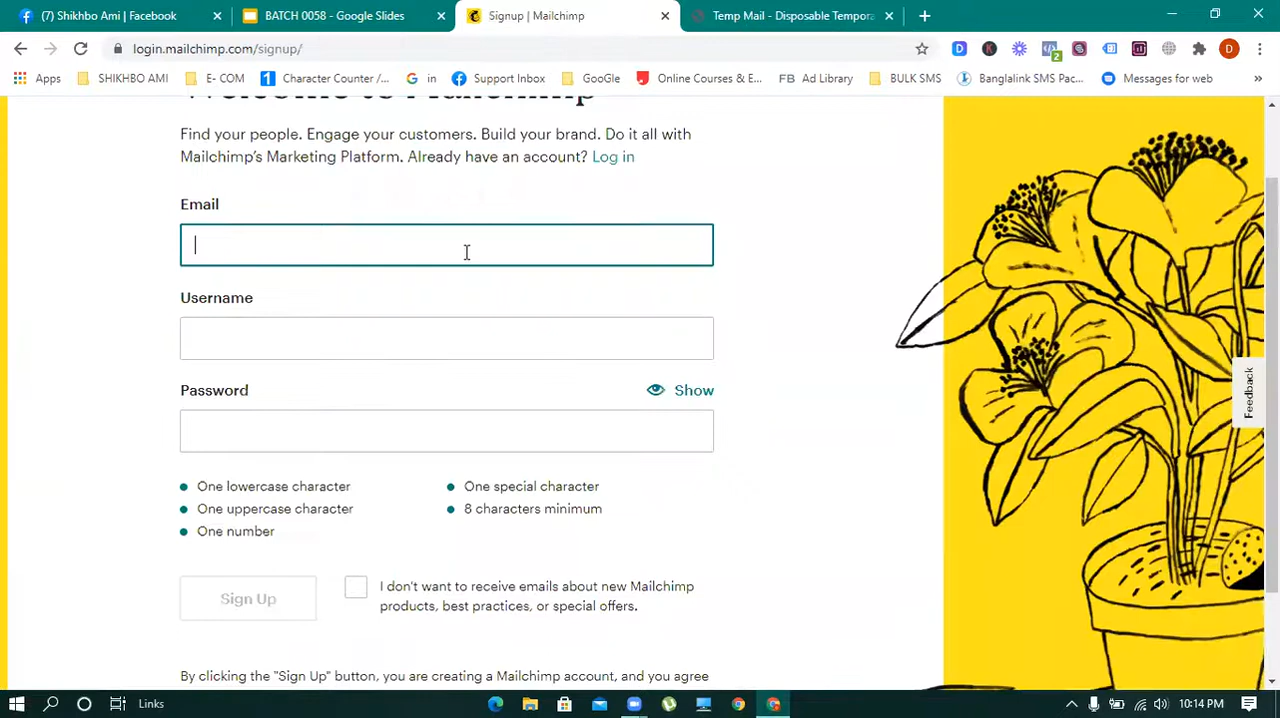 (7) Shikhbo Ami | Facebook
BATCH 0058 - Google Slides
Signup | Mailchimp
Temp Mail - Disposable Tempora
login.mailchimp.com/signup/
Apps
SHIKHBO AMI
E- COM
Character Counter /...
in
Support Inbox
GooGle
Online Courses & E...
FB Ad Library
BULK SMS
Banglalink SMS Pac...
Messages for web
Welcome to Mailchimp
Find your people. Engage your customers. Build your brand. Do it all with
Mailchimp's Marketing Platform. Already have an account? Log in
Email
Username
Password
Show
One lowercase character
One special character
One uppercase character
8 characters minimum
One number
Sign Up
I don't want to receive emails about new Mailchimp
products, best practices, or special offers.
By clicking the "Sign Up" button, you are creating a Mailchimp account, and you agree
Feedback
Links
10:14 PM